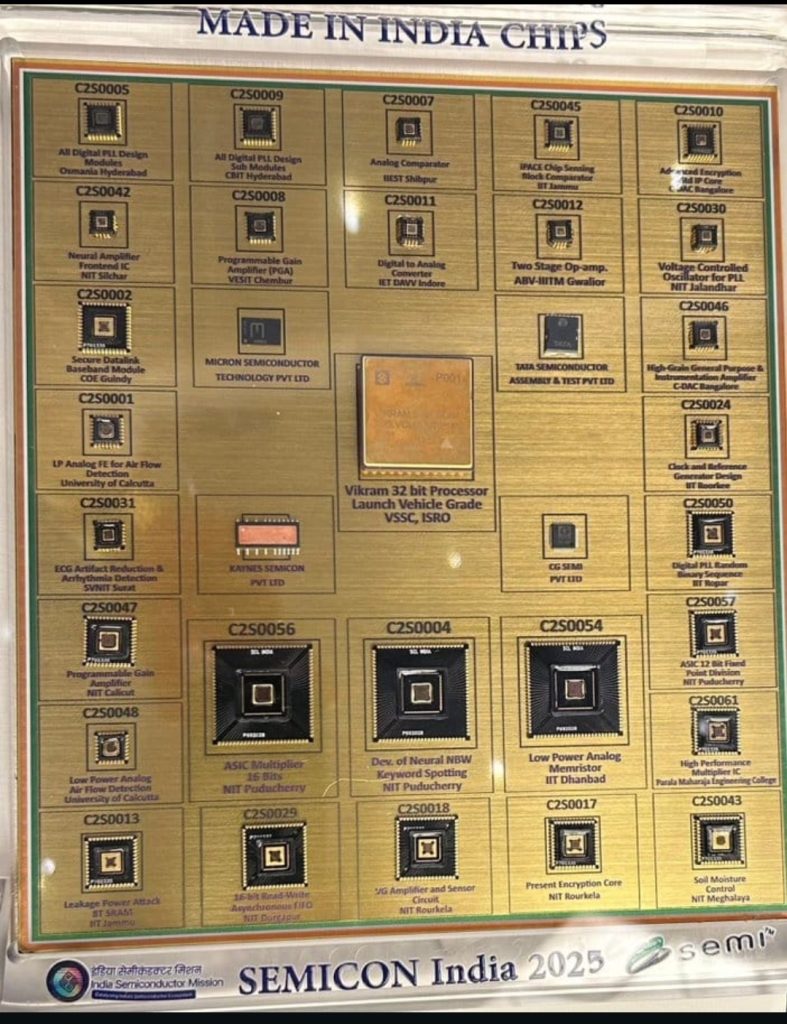 MADE IN INDIA CHIPS
C2S0005
All Digital PLL Design
Modules
Osmania Hyderabad
C2S0009
All Digital PLL Design
Sub Modules
CBIT Hyderabad
C2S0007
Analog Comparator
IIEST Shibpur
C2S0045
IPACE Chip Sensing
Block Comparator
IIT Jammu
C2S0010
Advanced Encryption
IP Core
C-DAC Bangalore
C2S0042
Neural Amplifier
Frontend IC
NIT Silchar
C2S0008
Programmable Gain
Amplifier (PGA)
VESIT Chembur
C2S0011
Digital to Analog
Converter
IET DAVV Indore
C2S0012
Two Stage Op-amp.
ABV-IIITM Gwalior
C2S0030
Voltage Controlled
Oscillator for PLL
NIT Jalandhar
C2S0002
Secure Datalink
Baseband Module
COE Guindy
MICRON SEMICONDUCTOR
TECHNOLOGY PVT LTD
TATA
TATA SEMICONDUCTOR
ASSEMBLY & TEST PVT LTD
C2S0046
High-Grain General Purpose &
Instrumentation Amplifier
C-DAC Bangalore
C2S0001
LP Analog FE for Air Flow
Detection
University of Calcutta
Vikram 32 bit Processor
Launch Vehicle Grade
VSSC, ISRO
C2S0024
Clock and Reference
Generator Design
IIT Roorkee
C2S0031
ECG Artifact Reduction &
Arrhythmia Detection
SVNIT Surat
KAYNES SEMICON
PVT LTD
CG SEMI
PVT LTD
C2S0050
Digital PLL Random
Binary Sequence
IIT Ropar
C2S0047
Programmable Gain
Amplifier
NIT Calicut
C2S0056
SCL INDIA
ASIC Multiplier
16 Bits
NIT Puducherry
C2S0004
SCL INDIA
Dev. of Neural NBW
Keyword Spotting
NIT Puducherry
C2S0054
SCL INDIA
Low Power Analog
Memristor
IIT Dhanbad
C2S0057
ASIC 12 Bit Fixed
Point Division
NIT Puducherry
C2S0048
Low Power Analog
Air Flow Detection
University of Calcutta
C2S0061
High Performance
Multiplier IC
Parala Maharaja Engineering College
C2S0013
Leakage Power Attack
BT SRAM
IIT Jammu
C2S0029
16-bit Read-Write
Asynchronous FIFO
NIT Durgapur
C2S0018
VG Amplifier and Sensor
Circuit
NIT Rourkela
C2S0017
Present Encryption Core
NIT Rourkela
C2S0043
Soil Moisture
Control
NIT Meghalaya
इंडिया सेमीकंडक्टर मिशन
India Semiconductor Mission
SEMICON India 2025
semi